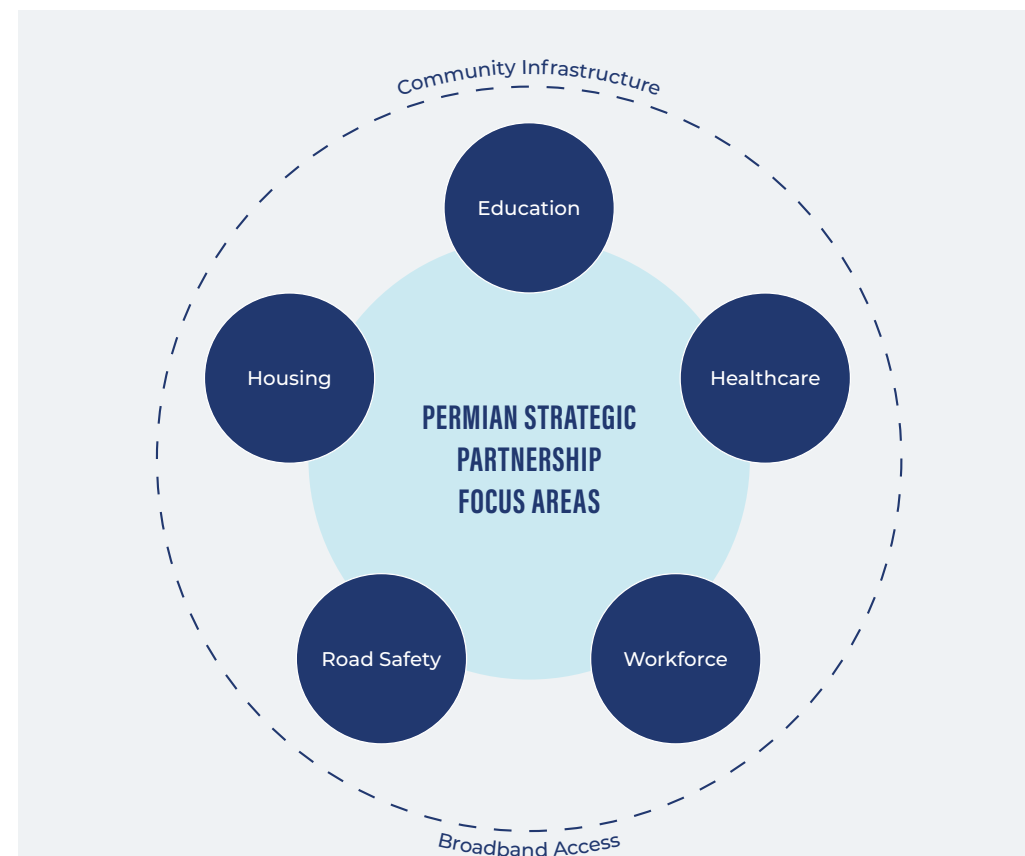 Community Infrastructure
Education
Housing
Healthcare
PERMIAN STRATEGIC
PARTNERSHIP
FOCUS AREAS
Road Safety
Workforce
Broadband Access